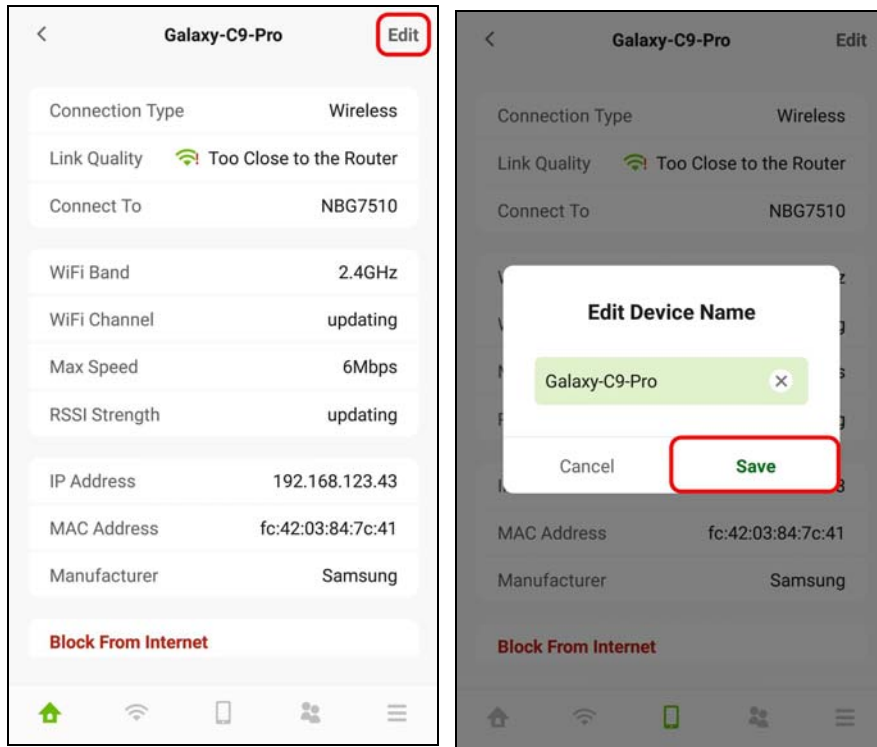 Galaxy-C9-Pro Edit
Connection Type Wireless
Link Quality Too Close to the Router
Connect To NBG7510
WiFi Band 2.4GHz
WiFi Channel updating
Max Speed 6Mbps
RSSI Strength updating
IP Address 192.168.123.43
MAC Address fc:42:03:84:7c:41
Manufacturer Samsung
Block From Internet
Galaxy-C9-Pro Edit
Connection Type Wireless
Link Quality Too Close to the Router
Connect To NBG7510
Edit Device Name
Galaxy-C9-Pro
Cancel Save
MAC Address fc:42:03:84:7c:41
Manufacturer Samsung
Block From Internet